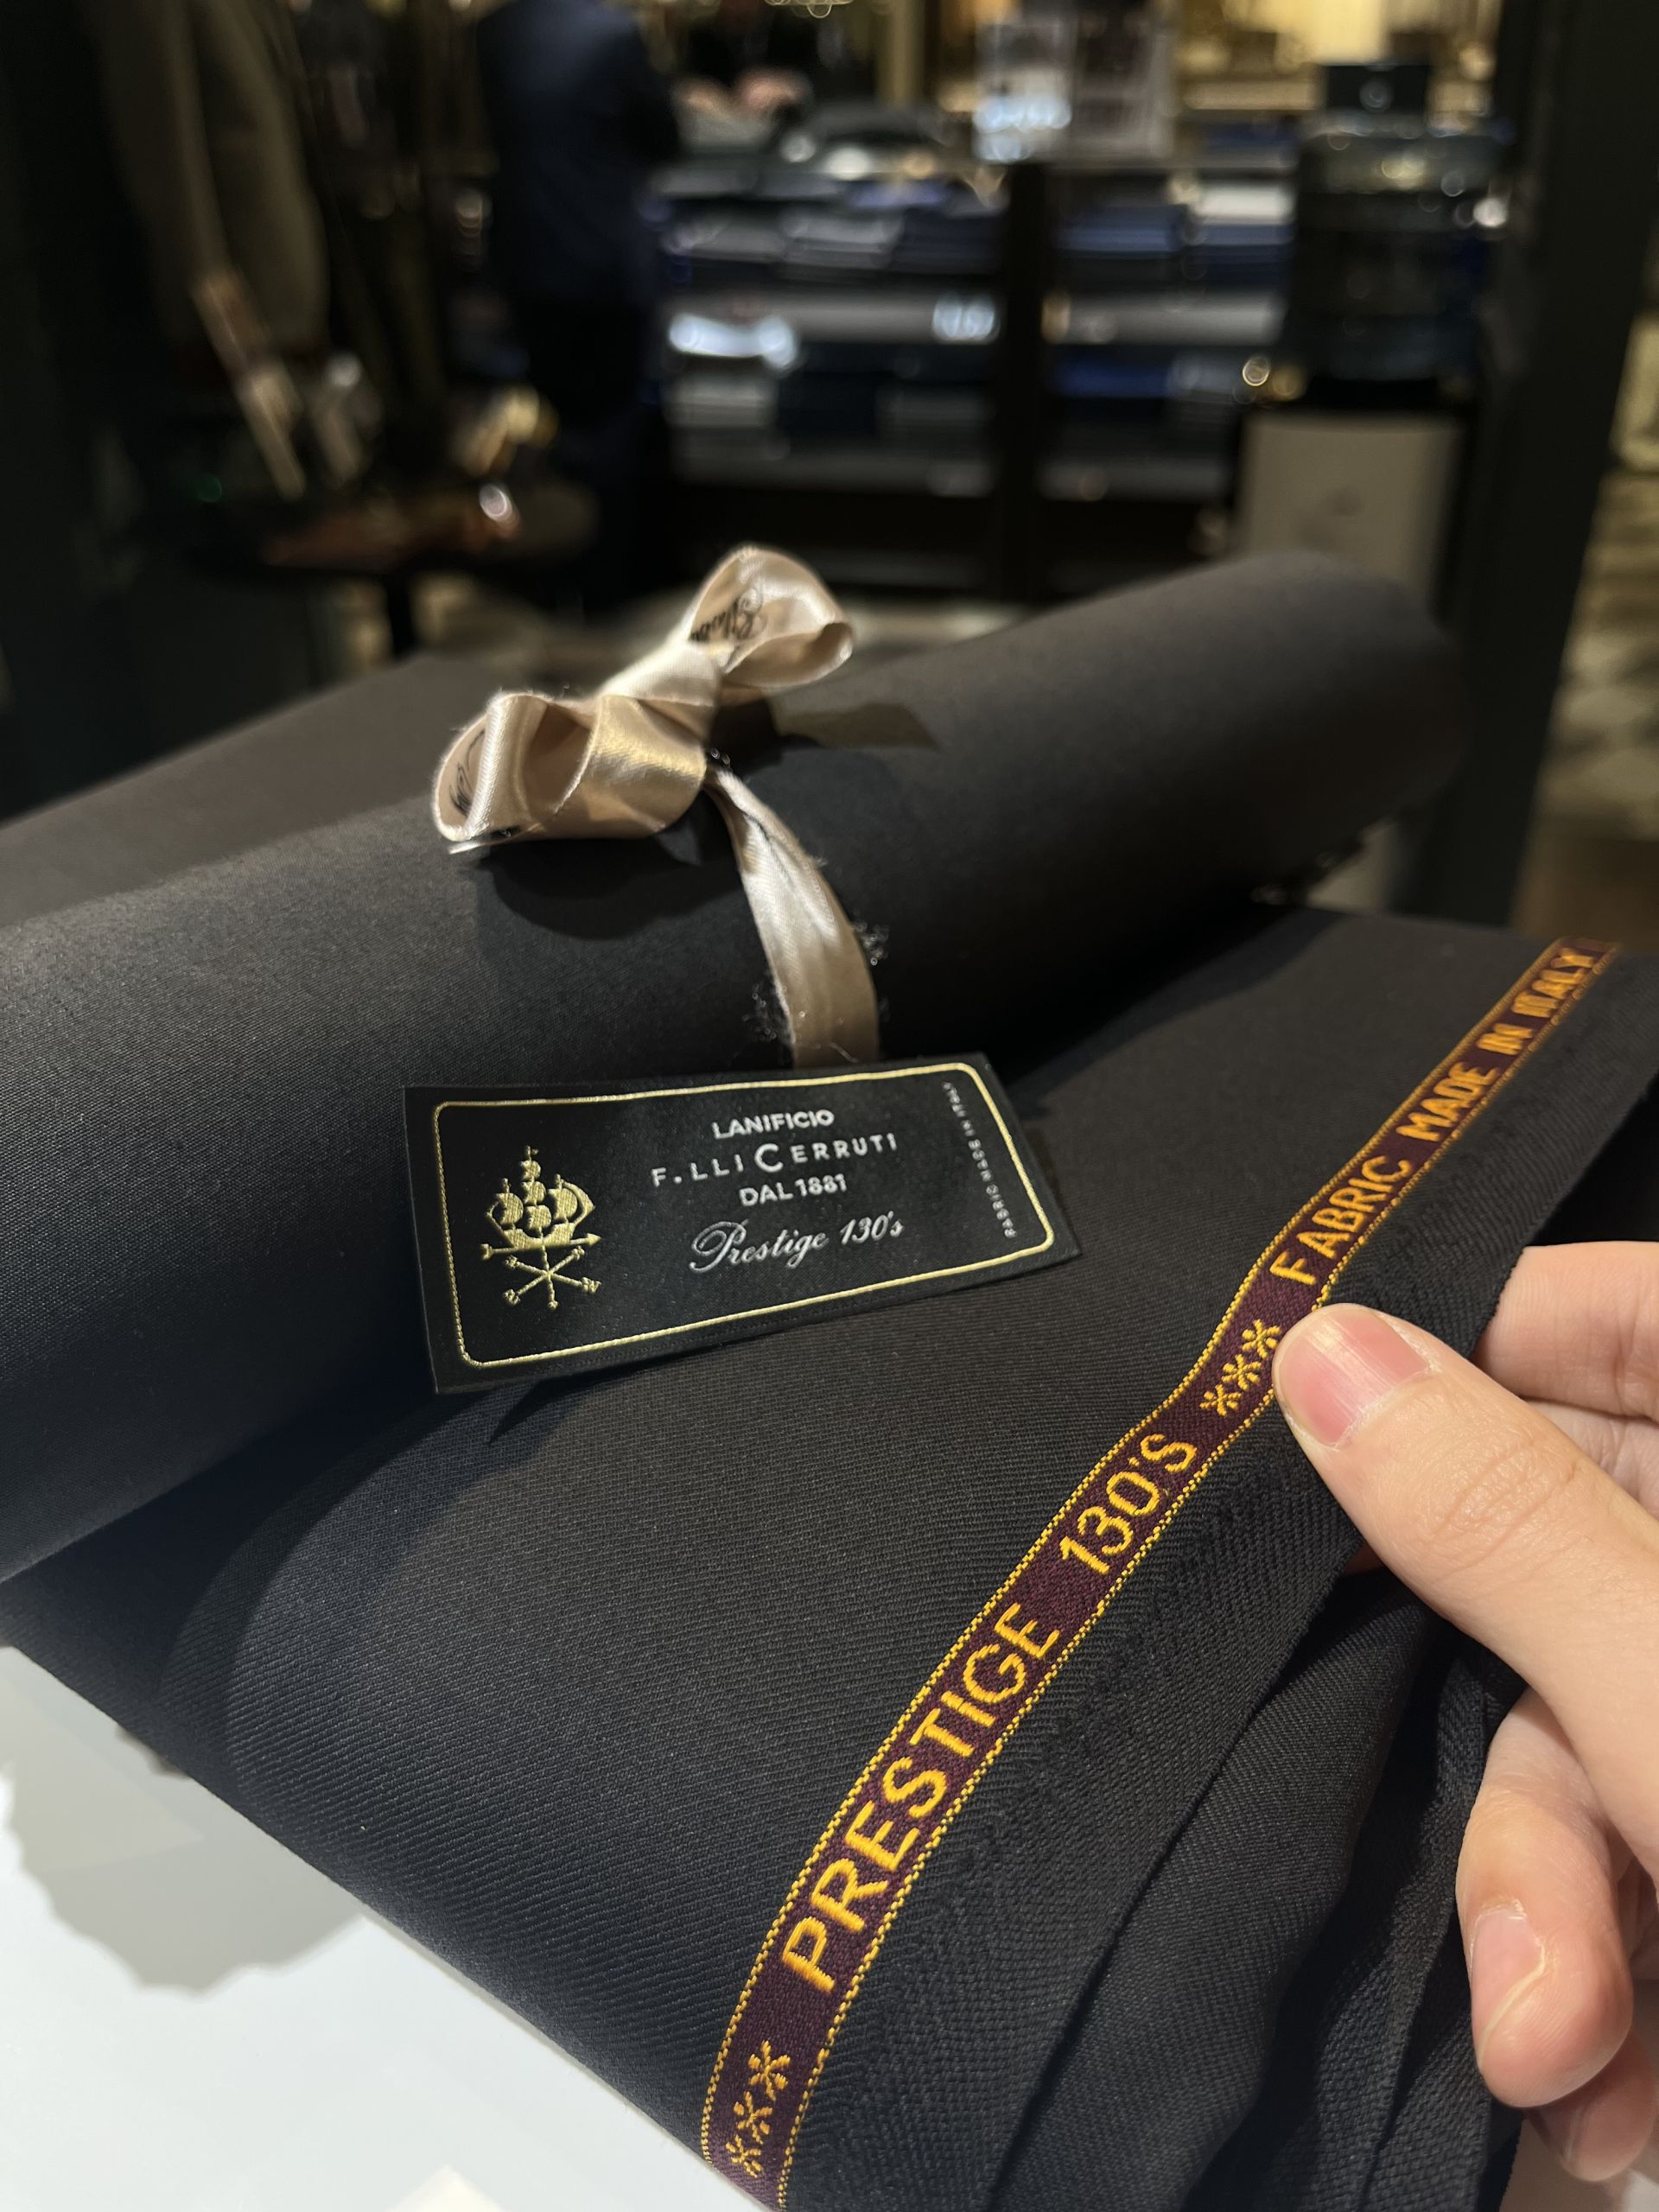 LANIFICIO
F.LLI CERRUTI
DAL 1881
Prestige 130's
FABRIC MADE IN ITALY
*** PRESTIGE 130'S *** FABRIC MADE IN ITALY